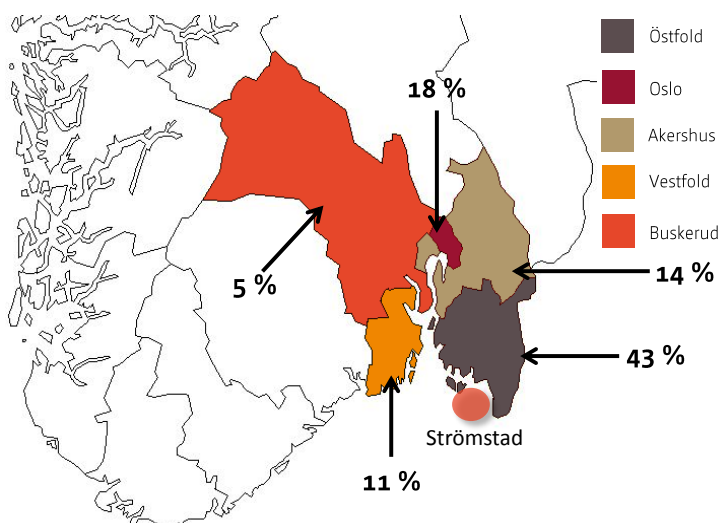 Östfold
18 %
Oslo
Akershus
Vestfold
Buskerud
5 %
14 %
43 %
Strömstad
11 %